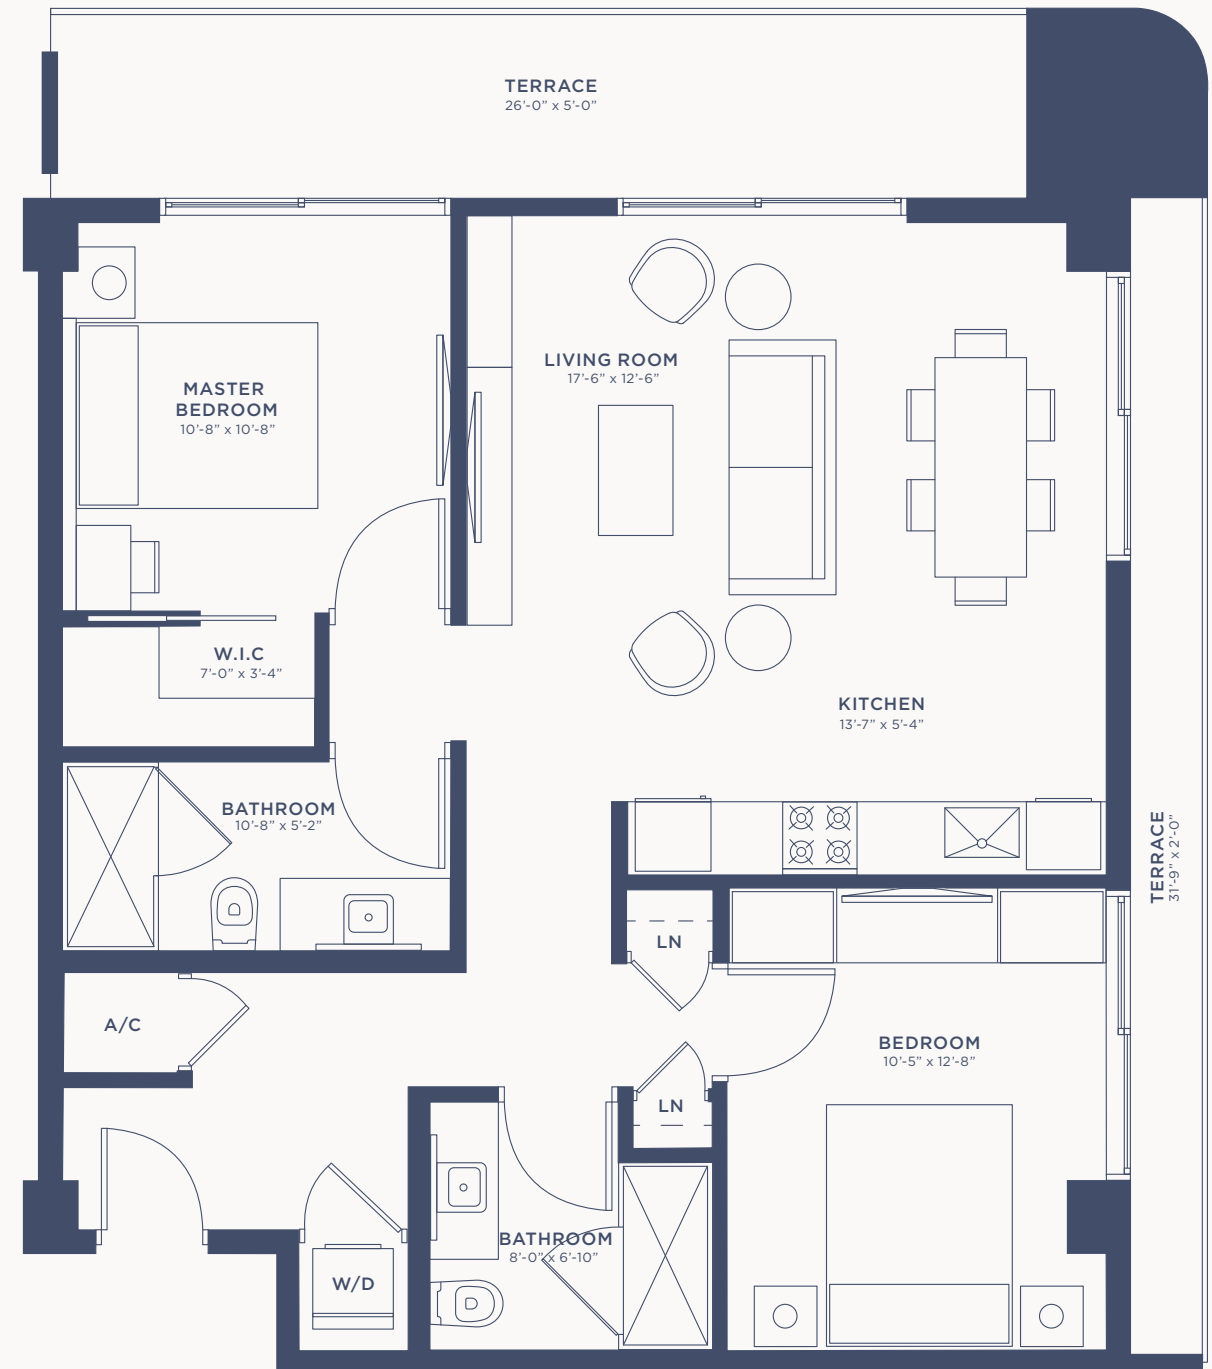 TERRACE
26'-0" x 5'-0"
LIVING ROOM
17'-6" x 12'-6"
MASTER
BEDROOM
10'-8" x 10'-8"
W.I.C
7'-0" x 3'-4"
KITCHEN
13'-7" x 5'-4"
BATHROOM
10'-8" x 5'-2"
TERRACE
31'-9" x 2'-0"
LN
A/C
BEDROOM
10'-5" x 12'-8"
LN
BATHROOM
8'-0" x 6'-10"
W/D